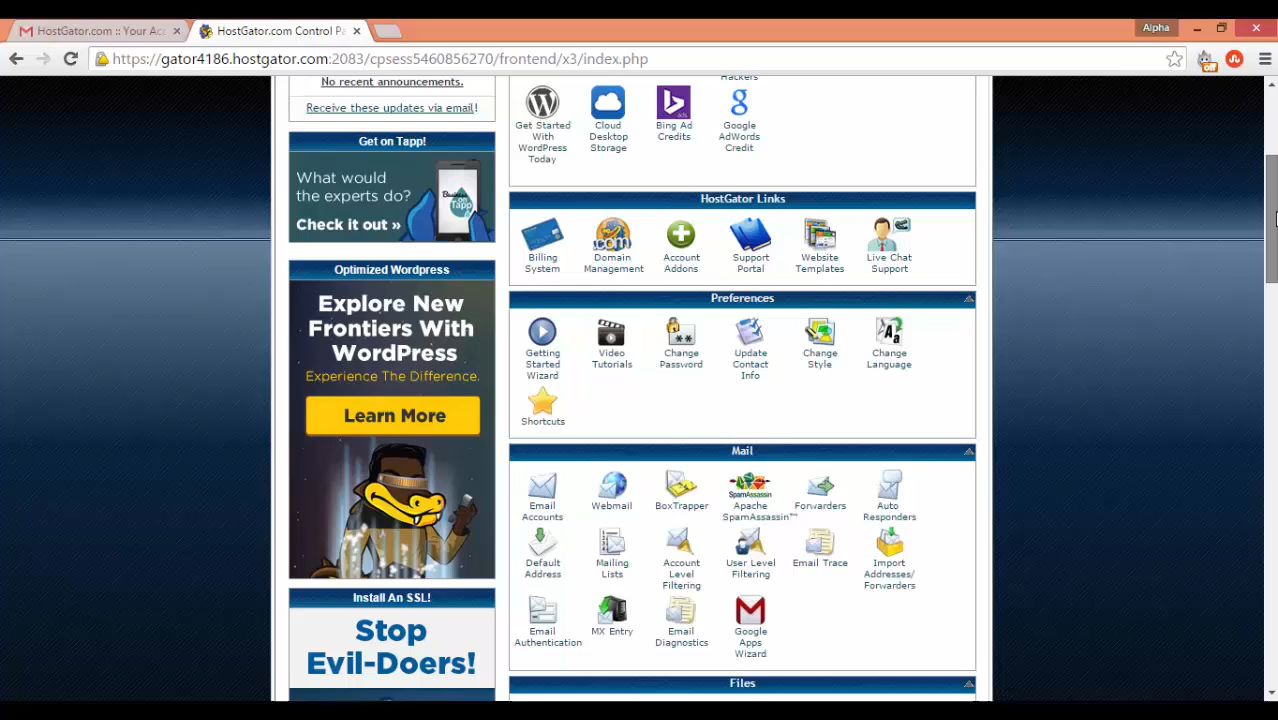 HostGator.com :: Your Acc
HostGator.com Control Pa
Alpha
https://gator4186.hostgator.com:2083/cpsess5460856270/frontend/x3/index.php
off
No recent announcements.
Receive these updates via email!
Get on Tapp!
What would
the experts do?
Check it out »
Business
on
Tapp
Optimized Wordpress
Explore New
Frontiers With
WordPress
Experience The Difference.
Learn More
Install An SSL!
Stop
Evil-Doers!
Hackers
Get Started
With
WordPress
Today
Cloud
Desktop
Storage
Bing Ad
Credits
Google
AdWords
Credit
HostGator Links
Billing
System
Domain
Management
Account
Addons
Support
Portal
Website
Templates
Live Chat
Support
Preferences
Getting
Started
Wizard
Video
Tutorials
Change
Password
Update
Contact
Info
Change
Style
Change
Language
Shortcuts
Mail
Email
Accounts
Webmail
BoxTrapper
Apache
SpamAssassin™
Forwarders
Auto
Responders
Default
Address
Mailing
Lists
Account
Level
Filtering
User Level
Filtering
Email Trace
Import
Addresses/
Forwarders
Email
Authentication
MX Entry
Email
Diagnostics
Google
Apps
Wizard
Files